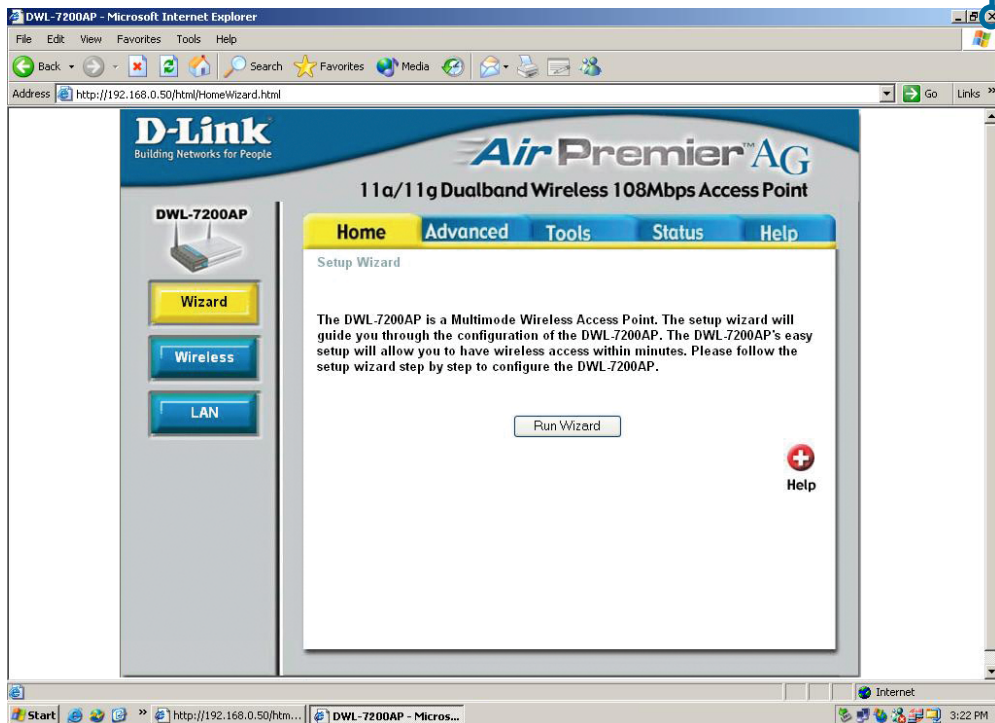 DWL-7200AP - Microsoft Internet Explorer
File Edit View Favorites Tools Help
Back Search Favorites Media
Address http://192.168.0.50/html/HomeWizard.html Go Links »
D-Link
Building Networks for People
Air Premier™ AG
11a/11g Dualband Wireless 108Mbps Access Point
DWL-7200AP
Home Advanced Tools Status Help
Wizard
Wireless
LAN
Setup Wizard
The DWL-7200AP is a Multimode Wireless Access Point. The setup wizard will
guide you through the configuration of the DWL-7200AP. The DWL-7200AP's easy
setup will allow you to have wireless access within minutes. Please follow the
setup wizard step by step to configure the DWL-7200AP.
Run Wizard
Help
Internet
Start » http://192.168.0.50/htm... DWL-7200AP - Micros... 3:22 PM